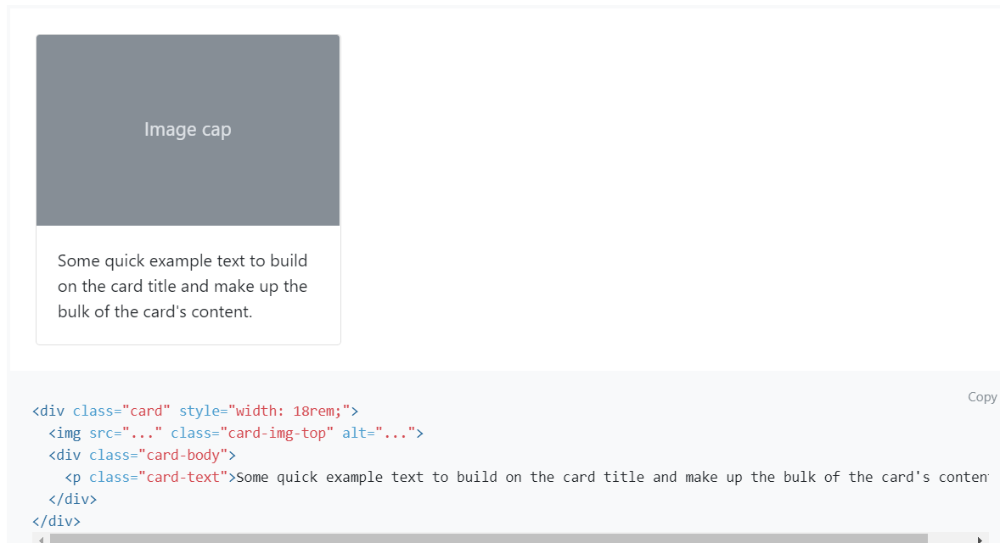 Image cap
Some quick example text to build
on the card title and make up the
bulk of the card's content.
Copy
<div class="card" style="width: 18rem;">
  <img src="..." class="card-img-top" alt="...">
  <div class="card-body">
    <p class="card-text">Some quick example text to build on the card title and make up the bulk of the card's conten
  </div>
</div>